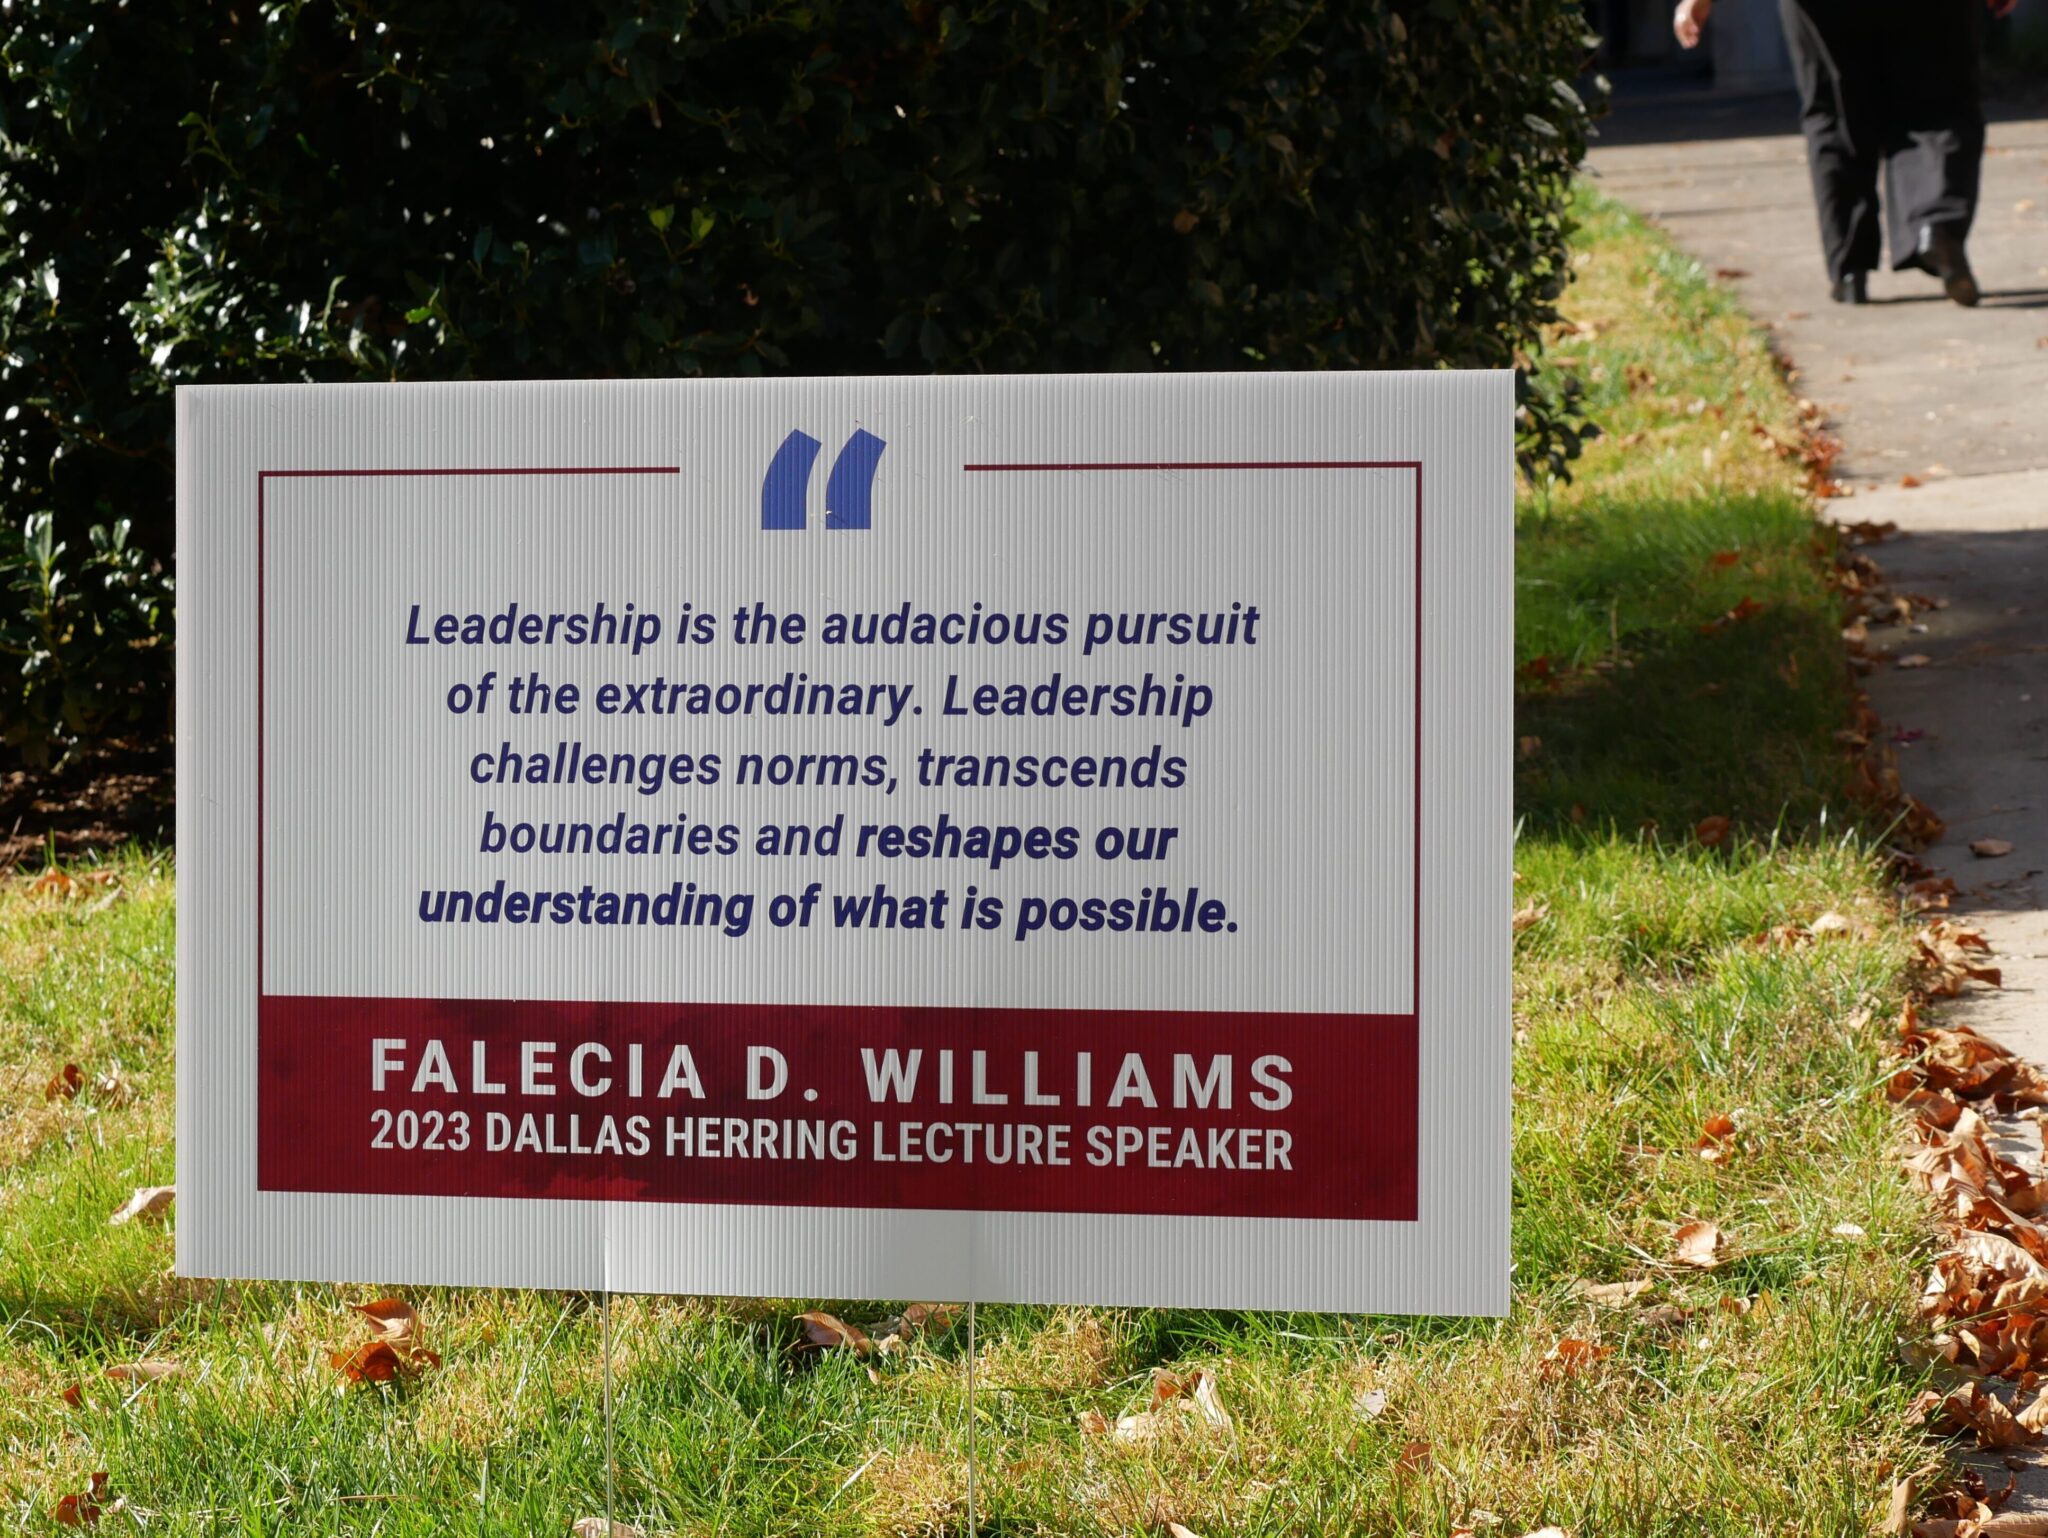 “
Leadership is the audacious pursuit
of the extraordinary. Leadership
challenges norms, transcends
boundaries and reshapes our
understanding of what is possible.
FALECIA D. WILLIAMS
2023 DALLAS HERRING LECTURE SPEAKER